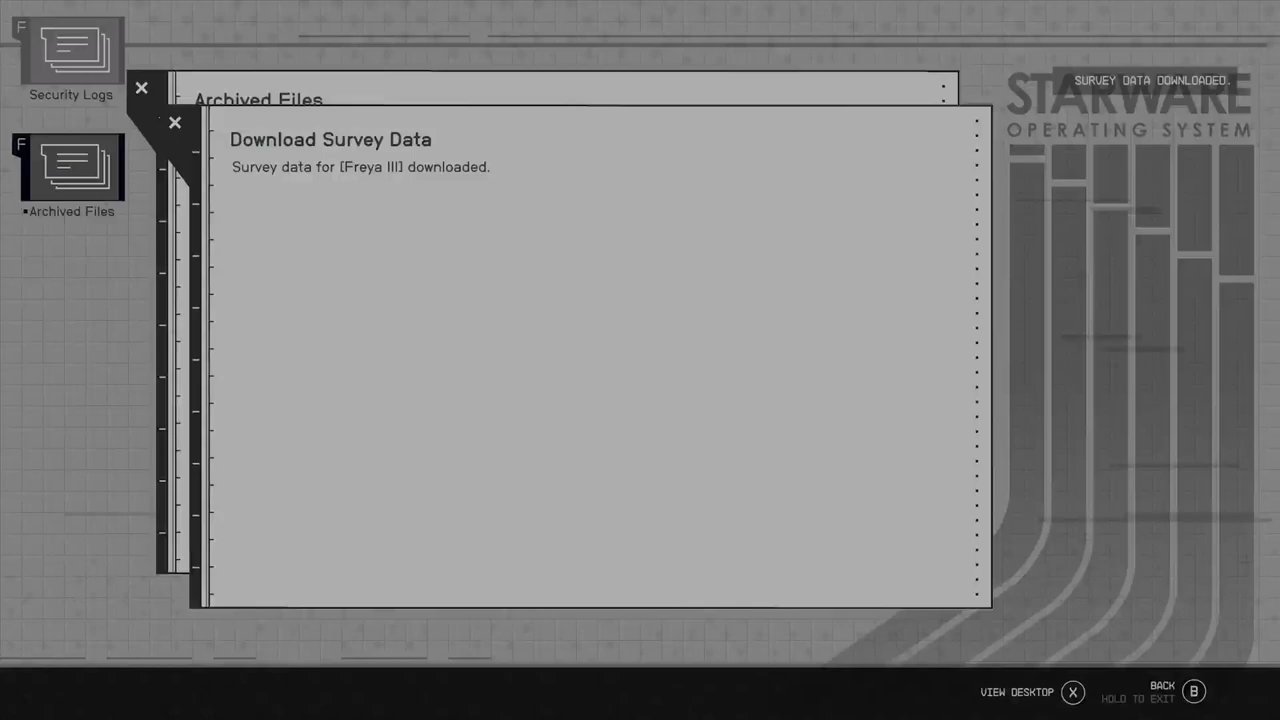 F
Security Logs
F
▪Archived Files
Archived Files
Download Survey Data
Survey data for [Freya III] downloaded.
SURVEY DATA DOWNLOADED.
STARWARE
OPERATING SYSTEM
VIEW DESKTOP X
BACK B
HOLD TO EXIT